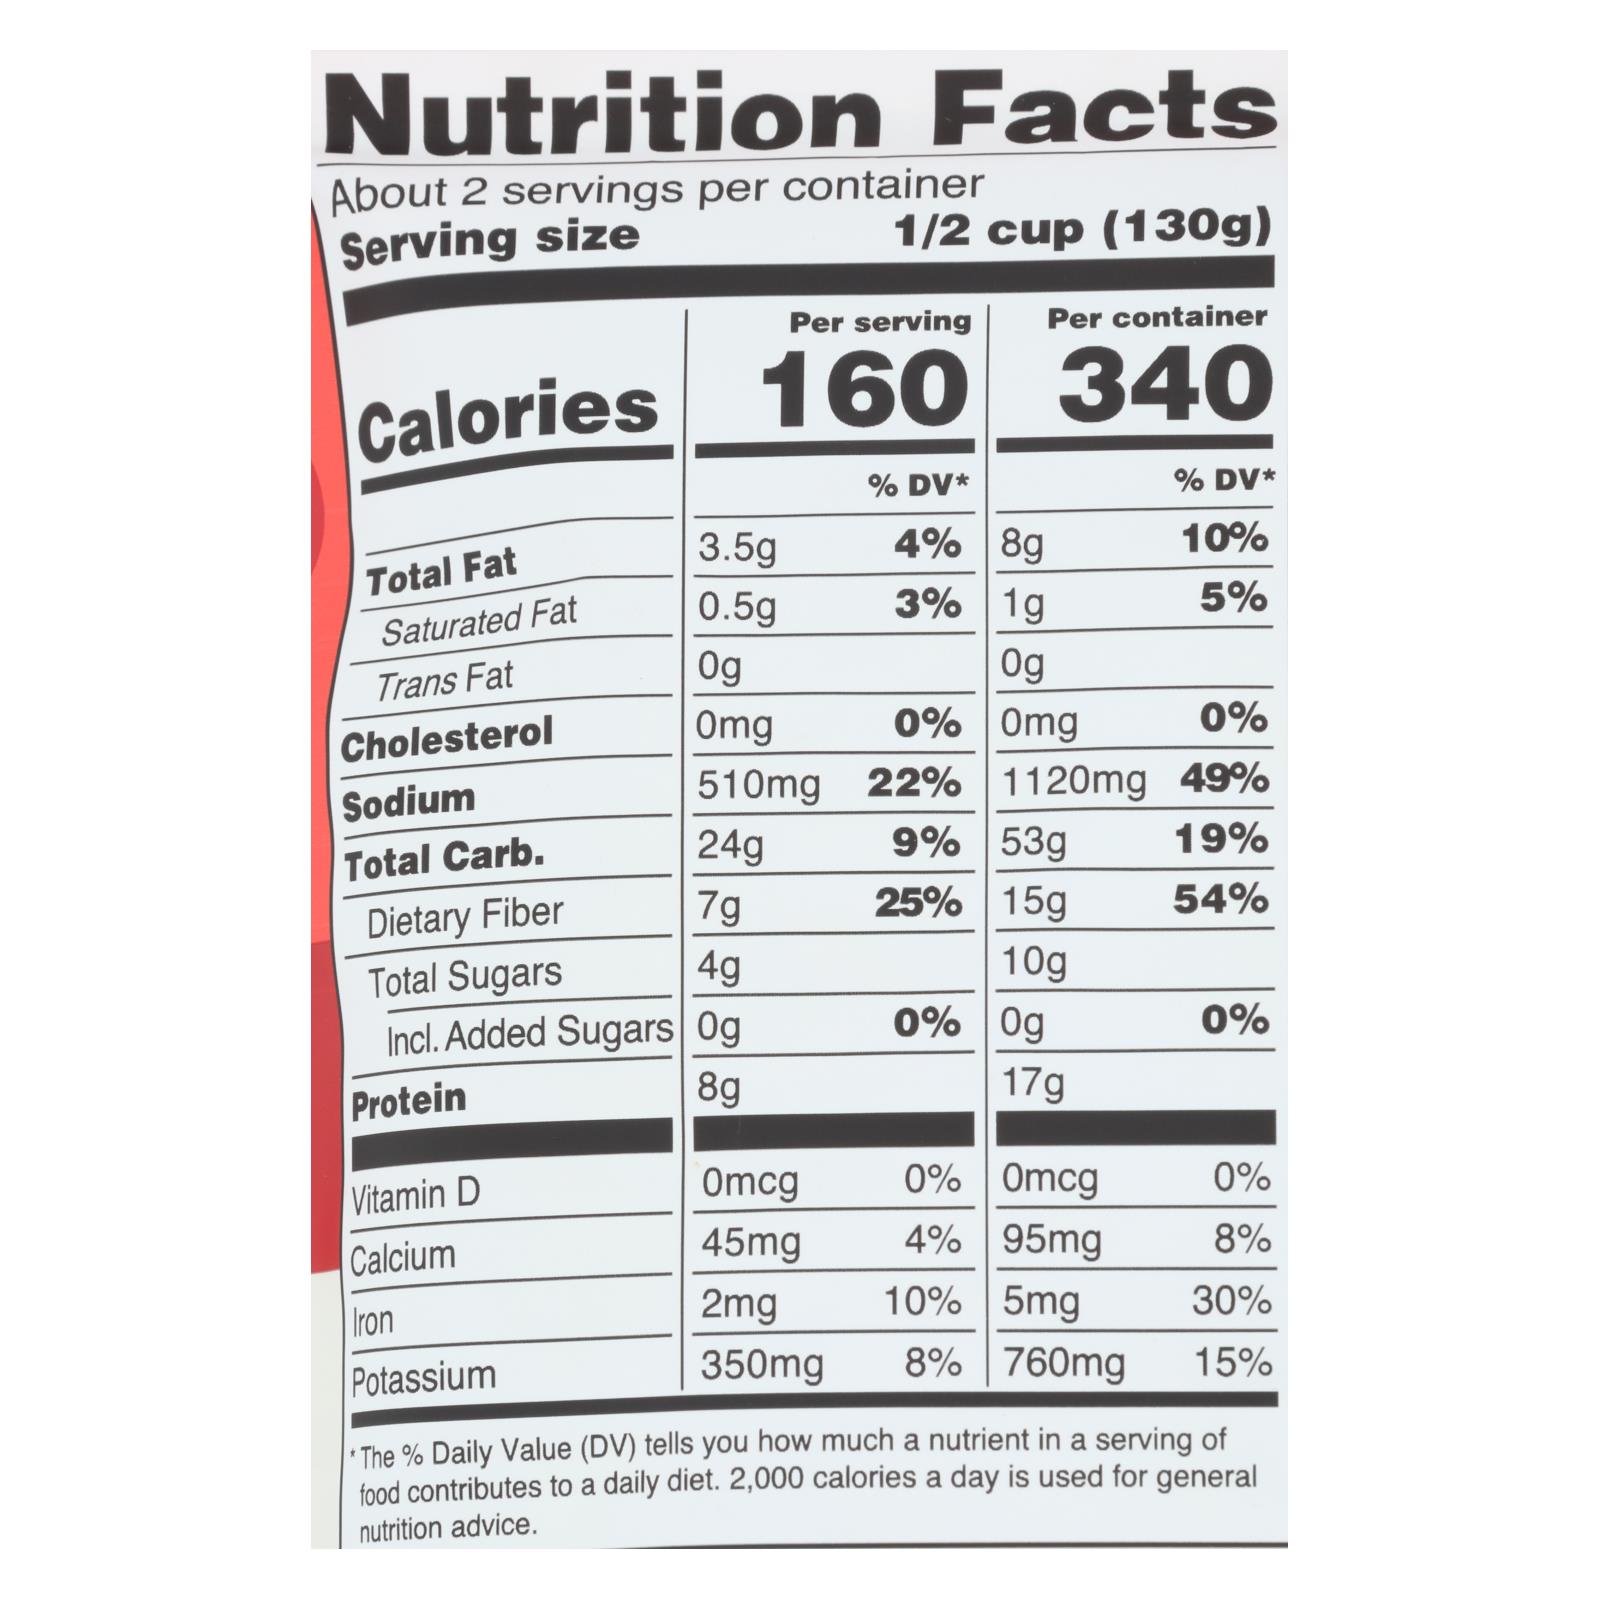 Nutrition Facts
About 2 servings per container
Serving size 1/2 cup (130g)
Per serving Per container
Calories 160 340
% DV* % DV*
Total Fat 3.5g 4% 8g 10%
Saturated Fat 0.5g 3% 1g 5%
Trans Fat 0g 0g
Cholesterol 0mg 0% 0mg 0%
Sodium 510mg 22% 1120mg 49%
Total Carb. 24g 9% 53g 19%
Dietary Fiber 7g 25% 15g 54%
Total Sugars 4g 10g
Incl. Added Sugars 0g 0% 0g 0%
Protein 8g 17g
Vitamin D 0mcg 0% 0mcg 0%
Calcium 45mg 4% 95mg 8%
Iron 2mg 10% 5mg 30%
Potassium 350mg 8% 760mg 15%
* The % Daily Value (DV) tells you how much a nutrient in a serving of
food contributes to a daily diet. 2,000 calories a day is used for general
nutrition advice.